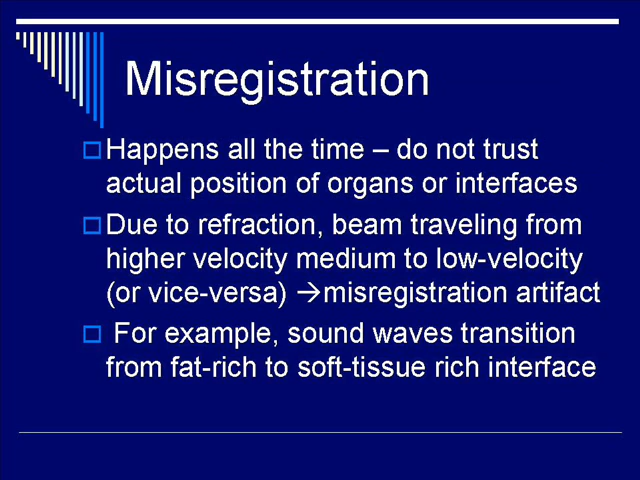 Misregistration
Happens all the time – do not trust
actual position of organs or interfaces
Due to refraction, beam traveling from
higher velocity medium to low-velocity
(or vice-versa) →misregistration artifact
For example, sound waves transition
from fat-rich to soft-tissue rich interface